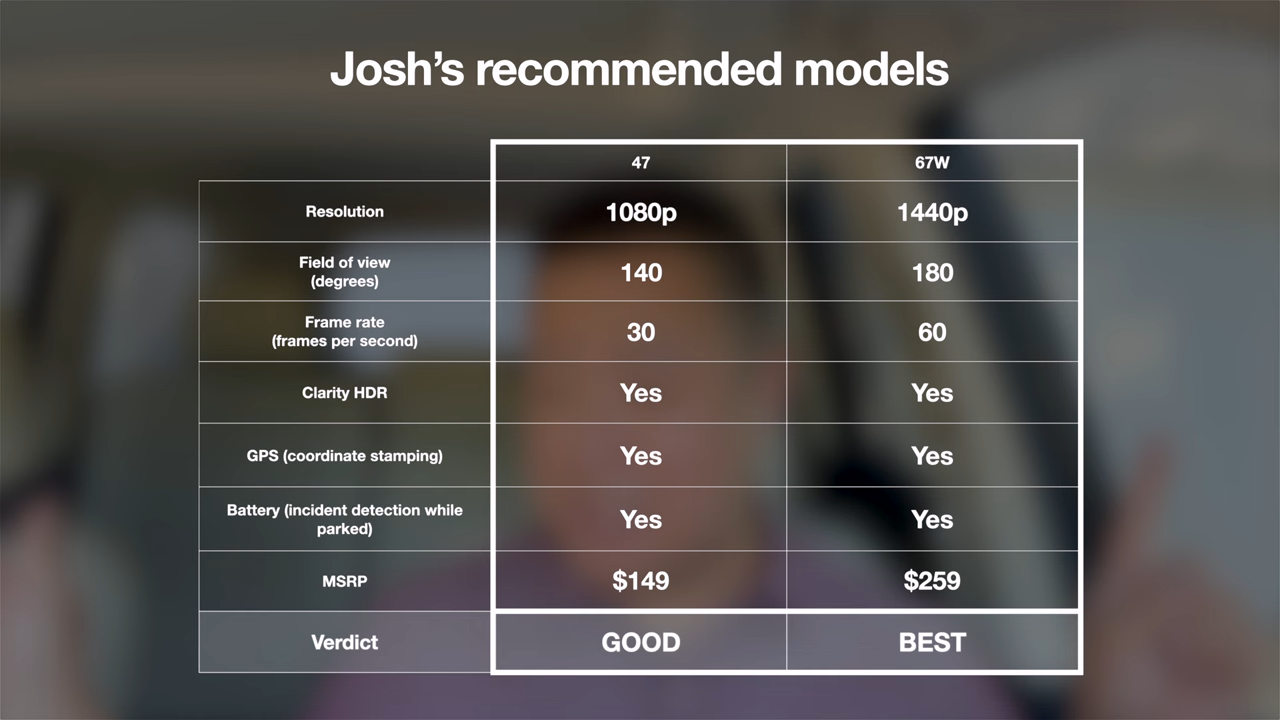 Josh's recommended models
47 67W
Resolution 1080p 1440p
Field of view
(degrees) 140 180
Frame rate
(frames per second) 30 60
Clarity HDR Yes Yes
GPS (coordinate stamping) Yes Yes
Battery (incident detection while
parked) Yes Yes
MSRP $149 $259
Verdict GOOD BEST